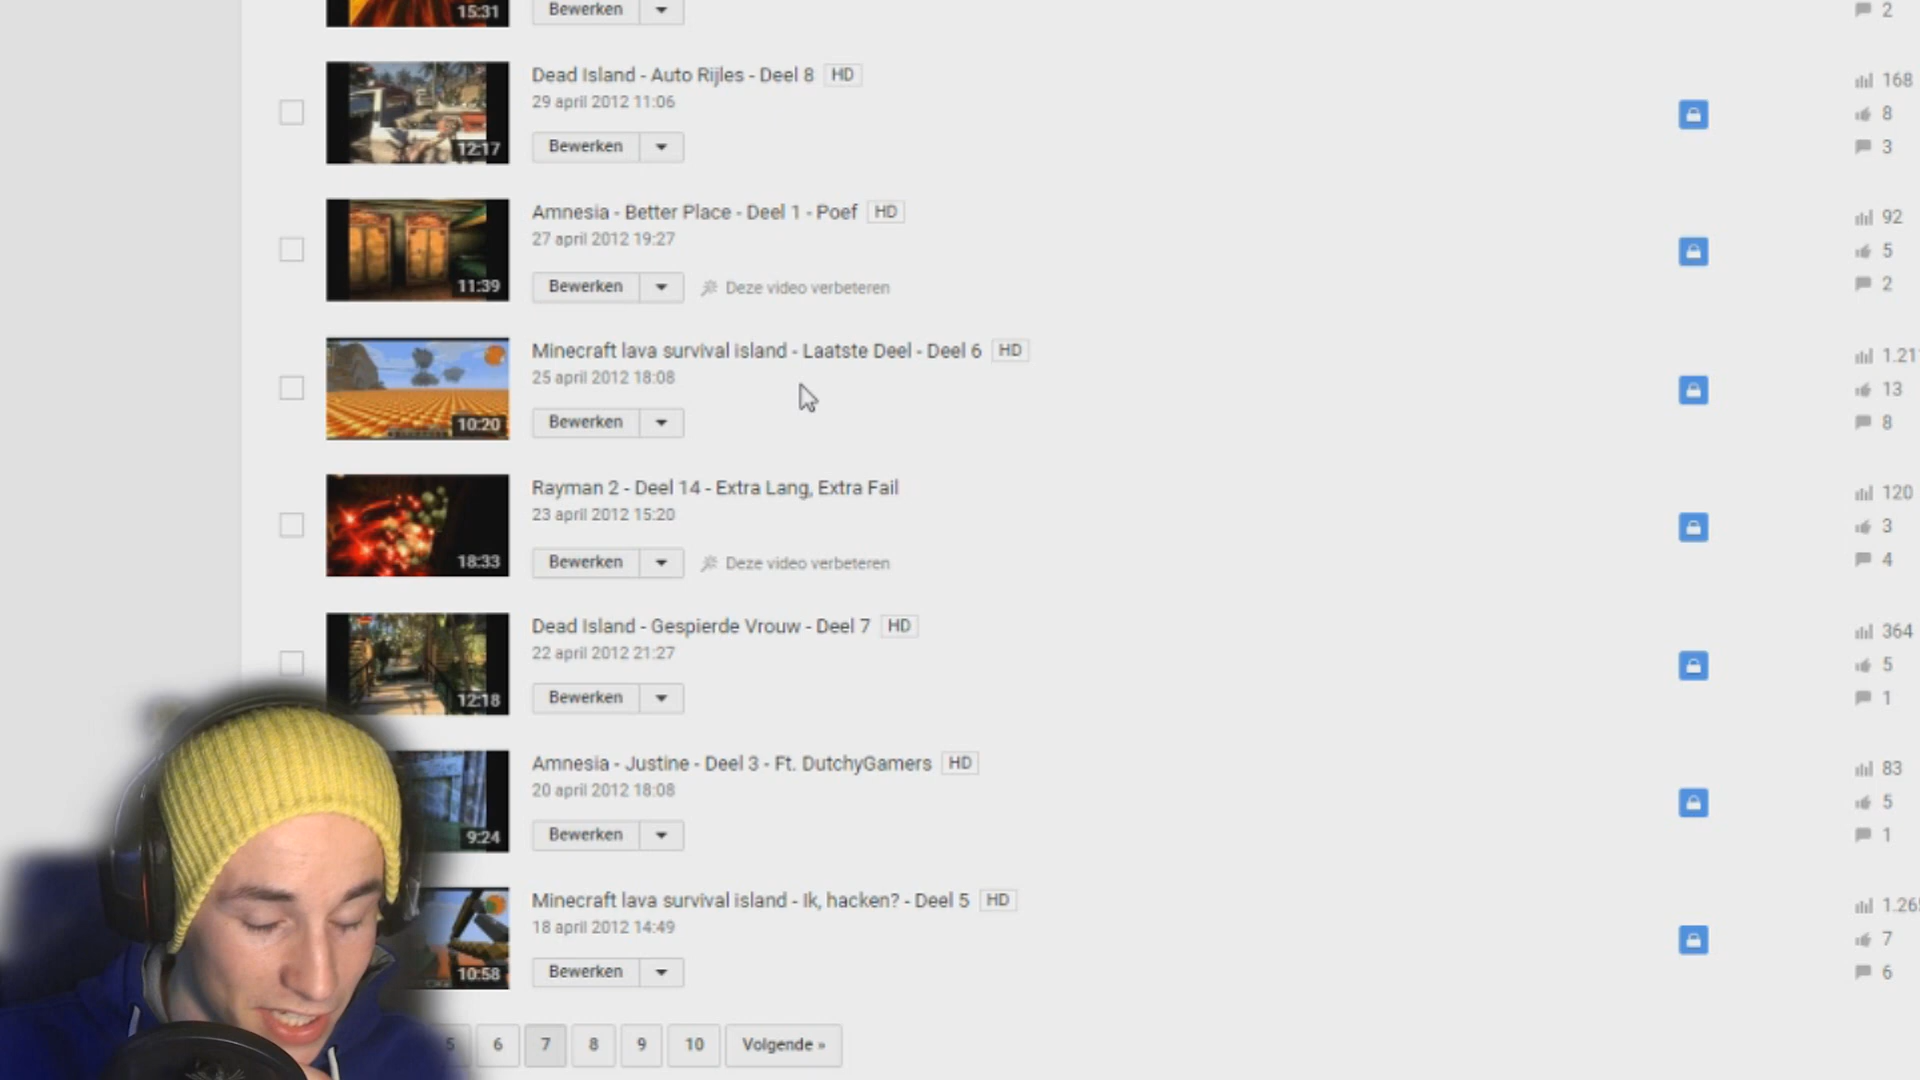 15:31
Bewerken
2
Dead Island - Auto Rijles - Deel 8 HD
29 april 2012 11:06
12:17
Bewerken
168
8
3
Amnesia - Better Place - Deel 1 - Poef HD
27 april 2012 19:27
11:39
Bewerken
Deze video verbeteren
92
5
2
Minecraft lava survival island - Laatste Deel - Deel 6 HD
25 april 2012 18:08
10:20
Bewerken
13
8
Rayman 2 - Deel 14 - Extra Lang, Extra Fail
23 april 2012 15:20
18:33
Bewerken
Deze video verbeteren
120
3
4
Dead Island - Gespierde Vrouw - Deel 7 HD
22 april 2012 21:27
12:18
Bewerken
364
5
1
Amnesia - Justine - Deel 3 - Ft. DutchyGamers HD
20 april 2012 18:08
9:24
Bewerken
83
5
1
Minecraft lava survival island - Ik, hacken? - Deel 5 HD
18 april 2012 14:49
10:58
Bewerken
7
6
5 6 7 8 9 10 Volgende »